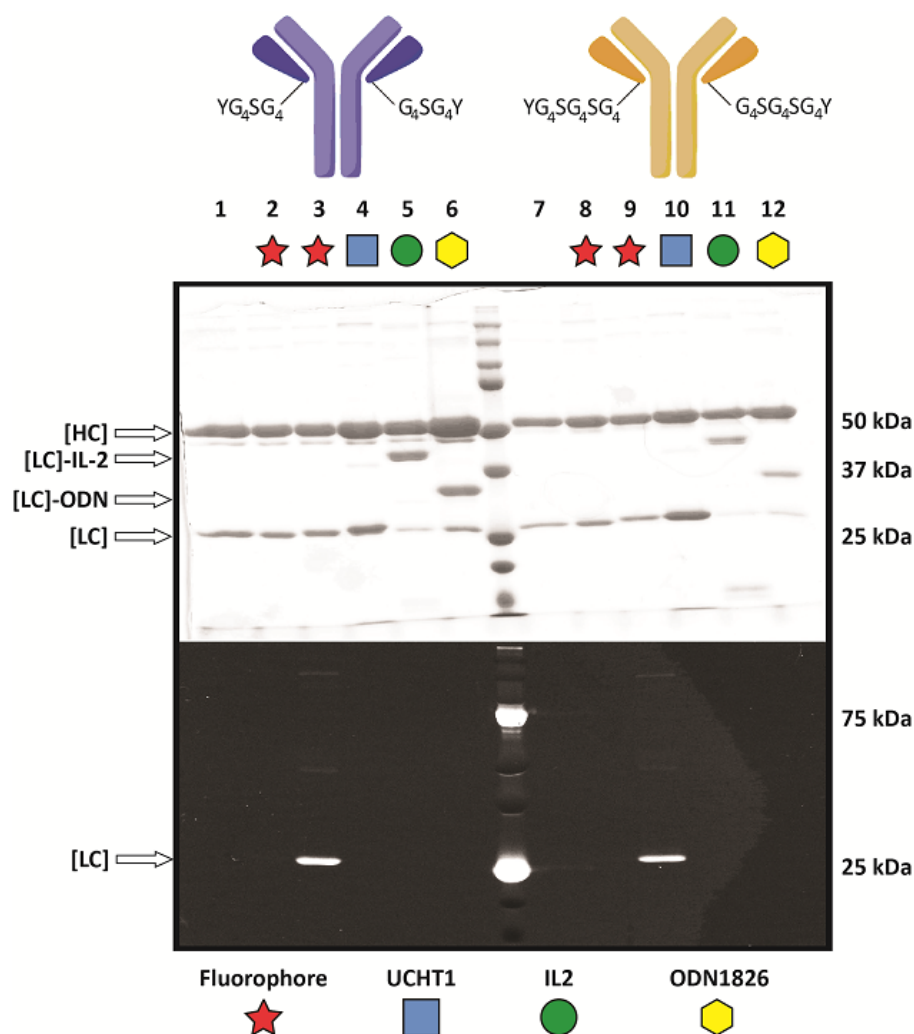 YG₄SG₄ G₄SG₄Y YG₄SG₄SG₄ G₄SG₄SG₄Y
1 2 3 4 5 6 7 8 9 10 11 12
[HC] 50 kDa
[LC]-IL-2 37 kDa
[LC]-ODN
[LC] 25 kDa
75 kDa
[LC] 25 kDa
Fluorophore UCHT1 IL2 ODN1826